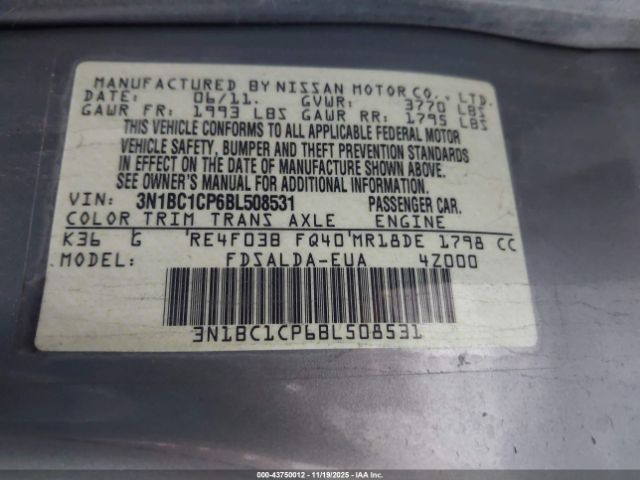 MANUFACTURED BY NISSAN MOTOR CO., LTD.
DATE: 06/11. GVWR: 3770 LBS
GAWR FR: 1993 LBS GAWR RR: 1795 LBS
THIS VEHICLE CONFORMS TO ALL APPLICABLE FEDERAL MOTOR
VEHICLE SAFETY, BUMPER AND THEFT PREVENTION STANDARDS
IN EFFECT ON THE DATE OF MANUFACTURE SHOWN ABOVE.
SEE OWNER'S MANUAL FOR ADDITIONAL INFORMATION.
VIN: 3N1BC1CP6BL508531 PASSENGER CAR.
COLOR TRIM TRANS AXLE ENGINE
K36 G RE4F03B FQ40 MR18DE 1798 CC
MODEL: FDSALDA-EUA 4Z000
3N1BC1CP6BL508531
000-43750012 - 11/19/2025 - IAAI, Inc.